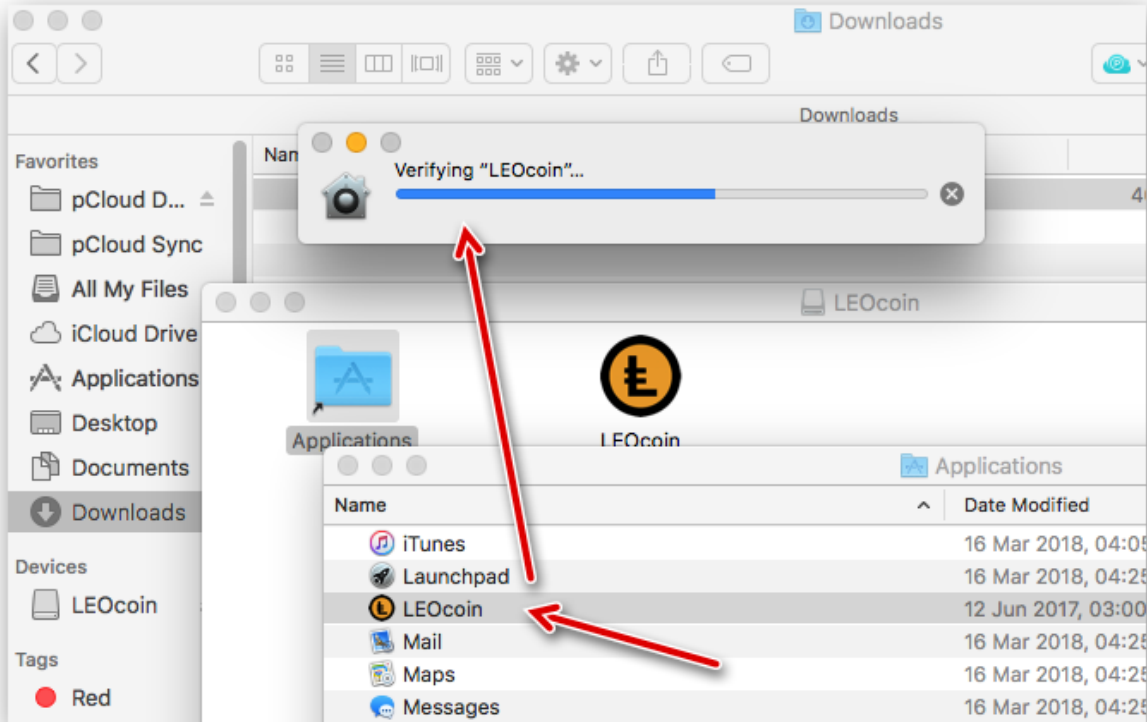 Downloads
Downloads
Favorites
pCloud D...
pCloud Sync
All My Files
iCloud Drive
Applications
Desktop
Documents
Downloads
Devices
LEOcoin
Tags
Red
Verifying “LEOcoin”...
LEOcoin
Applications
LEOcoin
Applications
Name Date Modified
iTunes 16 Mar 2018, 04:05
Launchpad 16 Mar 2018, 04:25
LEOcoin 12 Jun 2017, 03:00
Mail 16 Mar 2018, 04:25
Maps 16 Mar 2018, 04:25
Messages 16 Mar 2018, 04:25